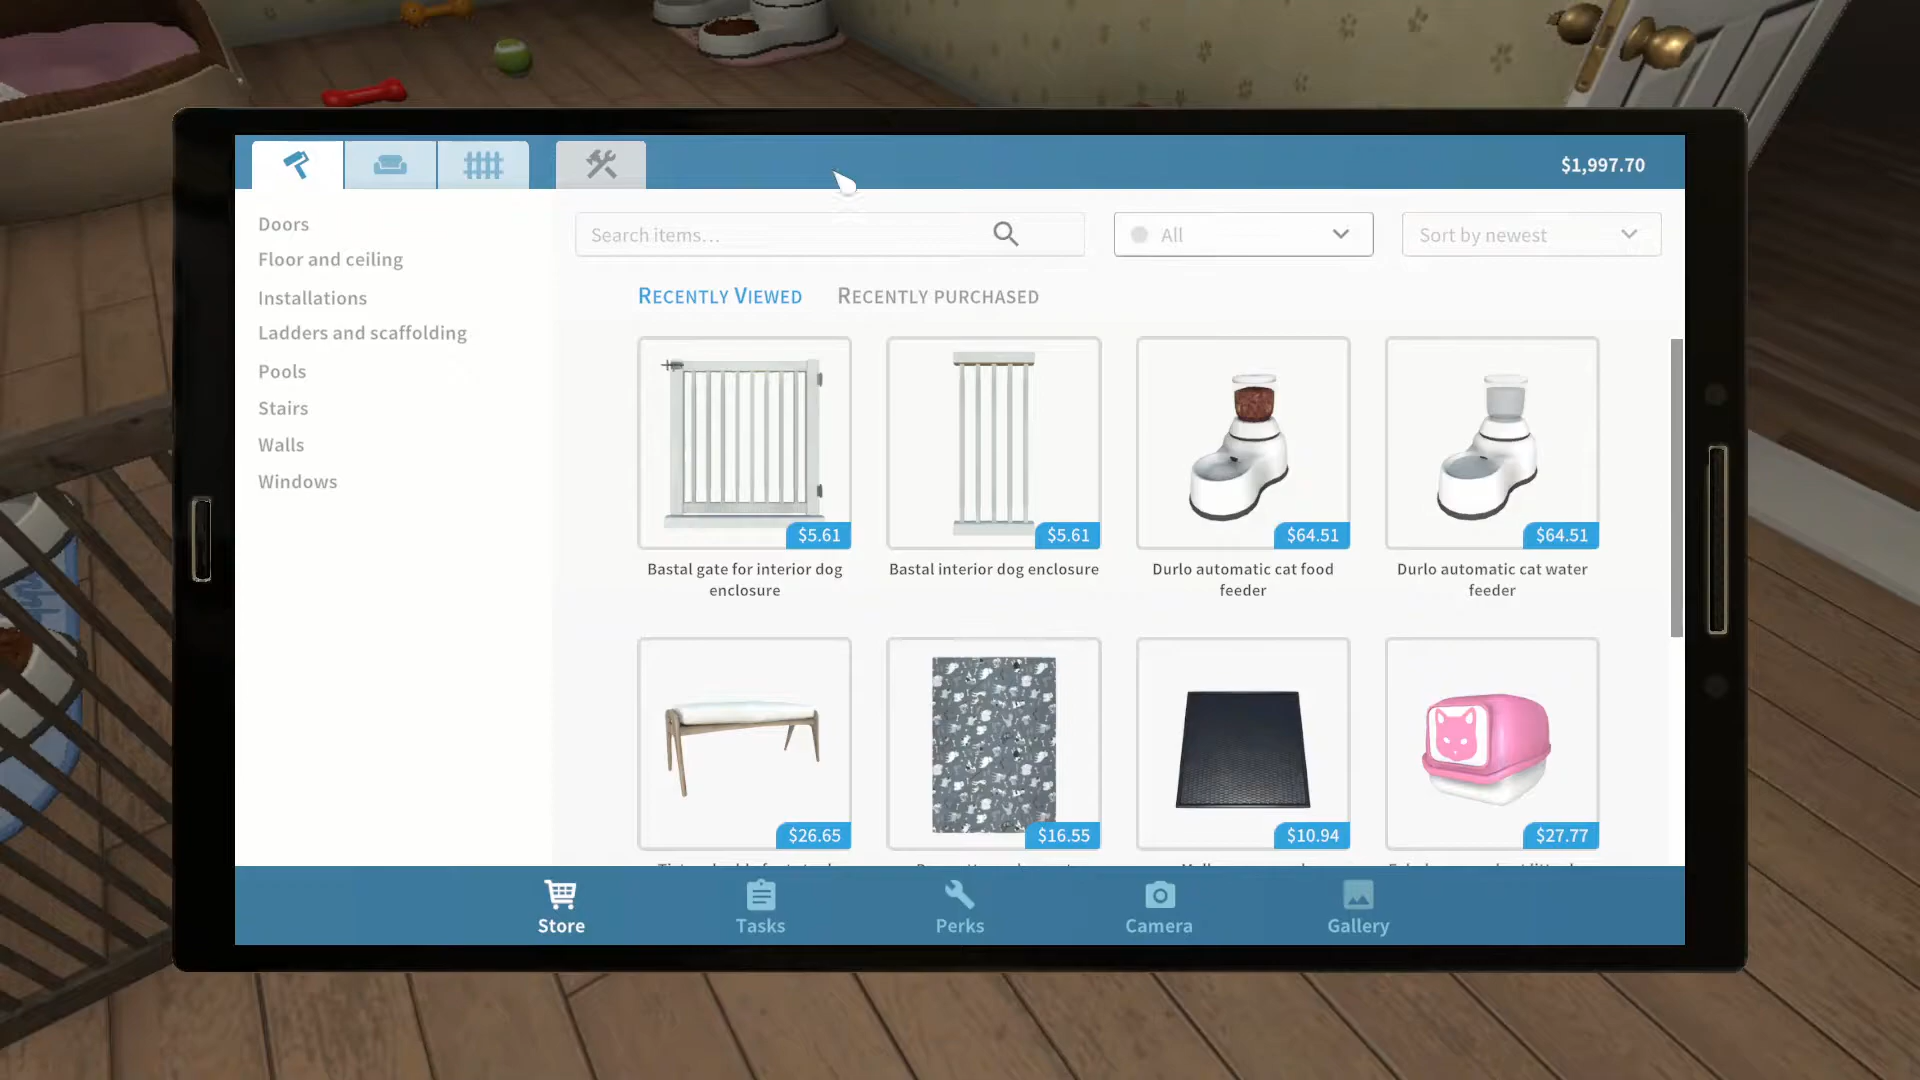 $1,997.70
Doors
Floor and ceiling
Installations
Ladders and scaffolding
Pools
Stairs
Walls
Windows
Search items...
All
Sort by newest
RECENTLY VIEWED
RECENTLY PURCHASED
$5.61
$5.61
$64.51
$64.51
Bastal gate for interior dog
enclosure
Bastal interior dog enclosure
Durlo automatic cat food
feeder
Durlo automatic cat water
feeder
$26.65
$16.55
$10.94
$27.77
Store
Tasks
Perks
Camera
Gallery